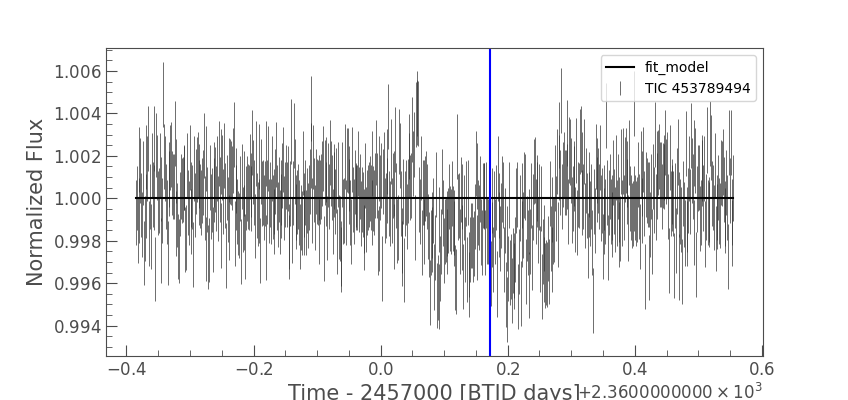 fit_model
TIC 453789494
1.006
1.004
1.002
1.000
0.998
0.996
0.994
Normalized Flux
−0.4 −0.2 0.0 0.2 0.4 0.6
Time - 2457000 [BTJD days]
+2.3600000000 × 10³